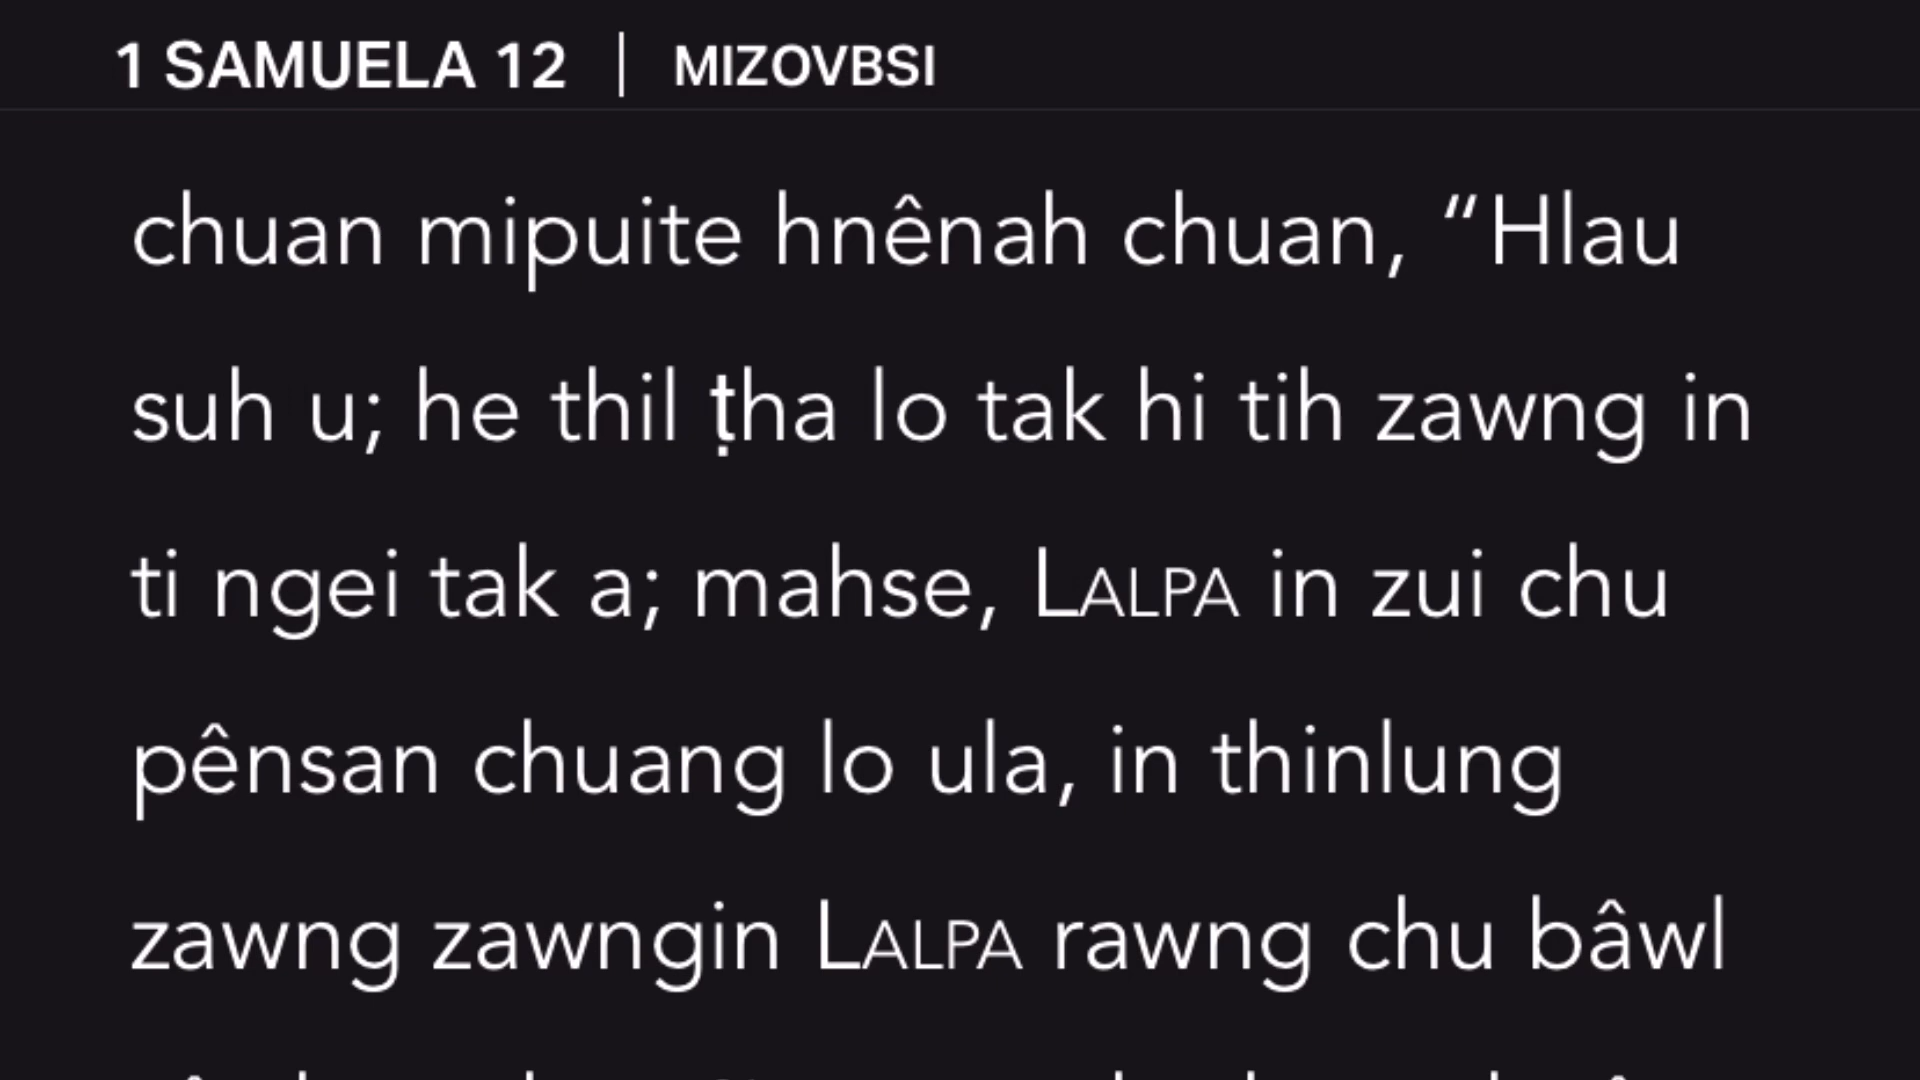 1 SAMUELA 12 | MIZOVBSI
chuan mipuite hnênah chuan, “Hlau
suh u; he thil ṭha lo tak hi tih zawng in
ti ngei tak a; mahse, LALPA in zui chu
pênsan chuang lo ula, in thinlung
zawng zawngin LALPA rawng chu bâwl